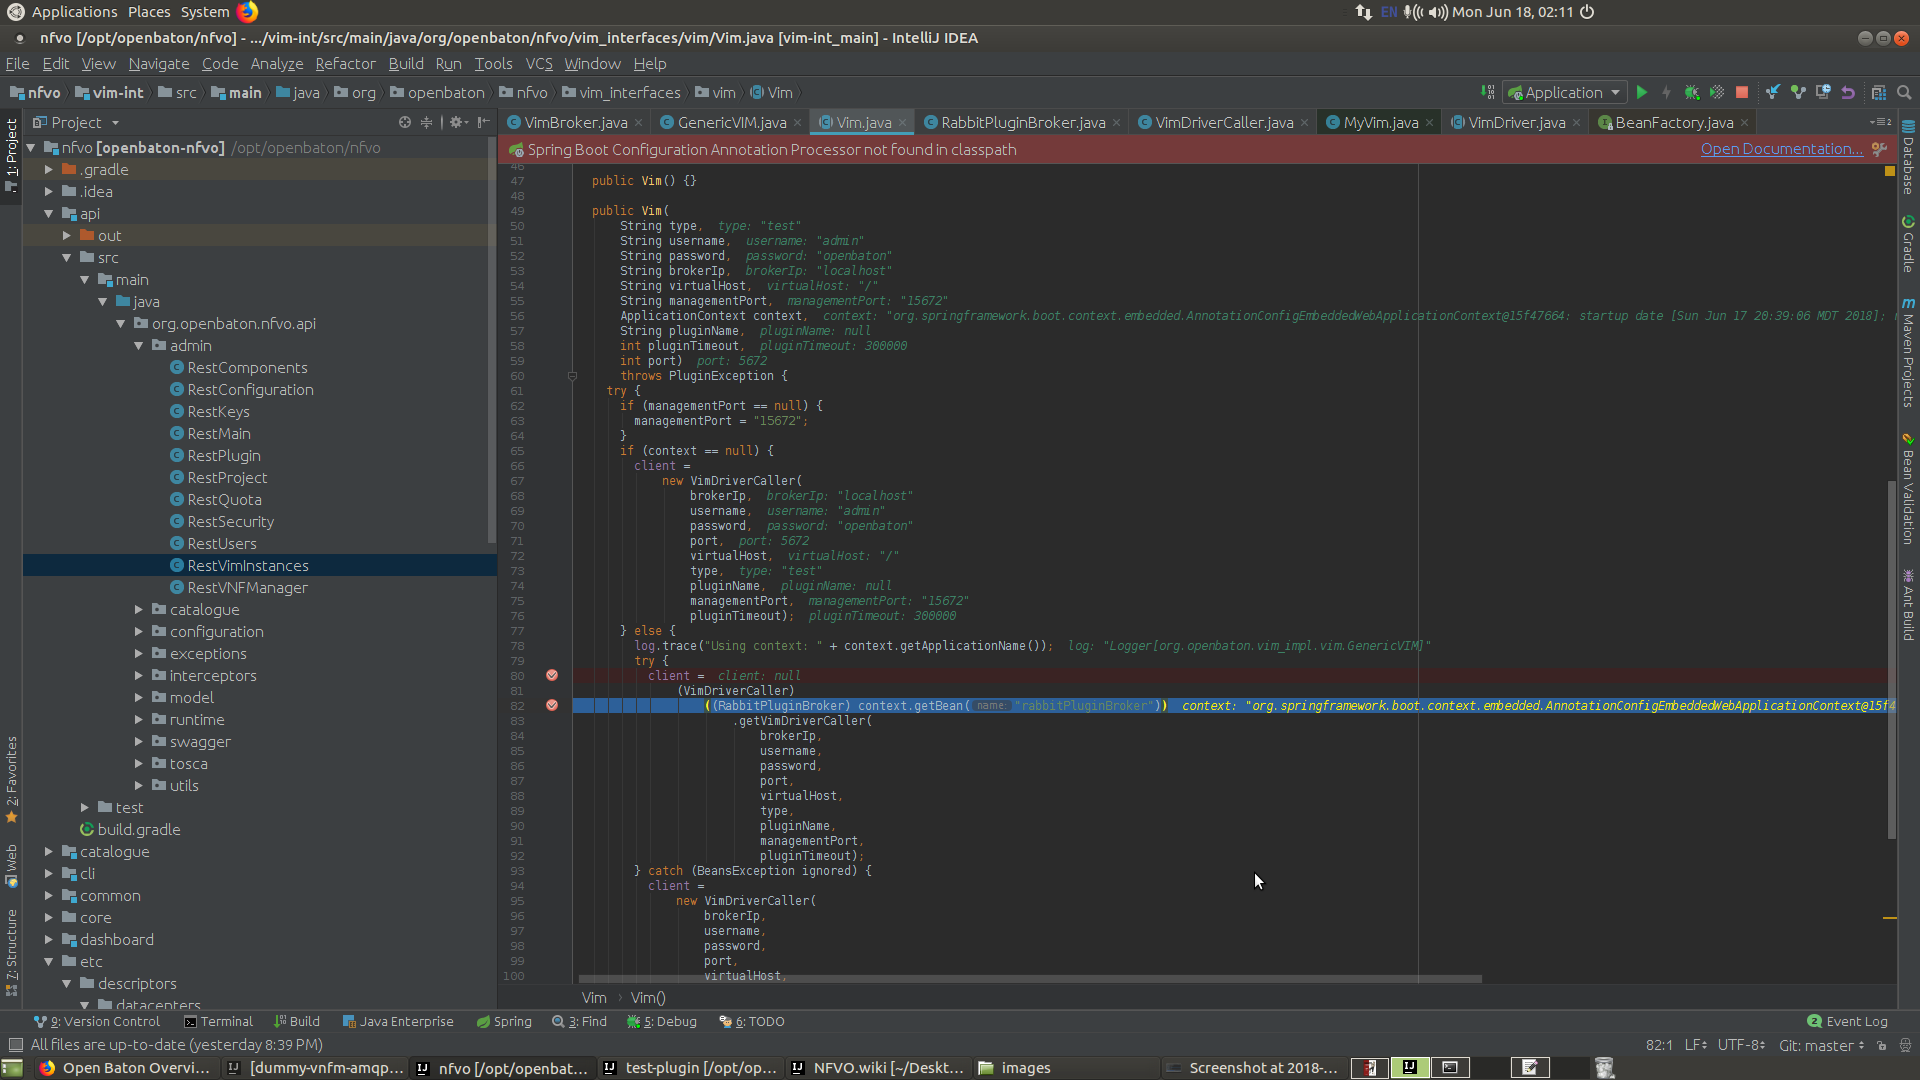 Applications Places System EN Mon Jun 18, 02:11
nfvo [/opt/openbaton/nfvo] - .../vim-int/src/main/java/org/openbaton/nfvo/vim_interfaces/vim/Vim.java [vim-int_main] - IntelliJ IDEA
File Edit View Navigate Code Analyze Refactor Build Run Tools VCS Window Help
nfvo vim-int src main java org openbaton nfvo vim_interfaces vim Vim Application
Project VimBroker.java GenericVIM.java Vim.java RabbitPluginBroker.java VimDriverCaller.java MyVim.java VimDriver.java BeanFactory.java
Spring Boot Configuration Annotation Processor not found in classpath Open Documentation...
1: Project
2: Favorites
Web
7: Structure
nfvo [openbaton-nfvo] /opt/openbaton/nfvo
.gradle
.idea
api
out
src
main
java
org.openbaton.nfvo.api
admin
RestComponents
RestConfiguration
RestKeys
RestMain
RestPlugin
RestProject
RestQuota
RestSecurity
RestUsers
RestVimInstances
RestVNFManager
catalogue
configuration
exceptions
interceptors
model
runtime
swagger
tosca
utils
test
build.gradle
catalogue
cli
common
core
dashboard
etc
descriptors
datacenters
46
47 public Vim() {}
48
49 public Vim(
50 String type, type: "test"
51 String username, username: "admin"
52 String password, password: "openbaton"
53 String brokerIp, brokerIp: "localhost"
54 String virtualHost, virtualHost: "/"
55 String managementPort, managementPort: "15672"
56 ApplicationContext context, context: "org.springframework.boot.context.embedded.AnnotationConfigEmbeddedWebApplicationContext@15f47664: startup date [Sun Jun 17 20:39:06 MDT 2018];
57 String pluginName, pluginName: null
58 int pluginTimeout, pluginTimeout: 300000
59 int port) port: 5672
60 throws PluginException {
61 try {
62 if (managementPort == null) {
63 managementPort = "15672";
64 }
65 if (context == null) {
66 client =
67 new VimDriverCaller(
68 brokerIp, brokerIp: "localhost"
69 username, username: "admin"
70 password, password: "openbaton"
71 port, port: 5672
72 virtualHost, virtualHost: "/"
73 type, type: "test"
74 pluginName, pluginName: null
75 managementPort, managementPort: "15672"
76 pluginTimeout); pluginTimeout: 300000
77 } else {
78 log.trace("Using context: " + context.getApplicationName()); log: "Logger[org.openbaton.vim_impl.vim.GenericVIM]"
79 try {
80 client = client: null
81 (VimDriverCaller)
82 ((RabbitPluginBroker) context.getBean( name: "rabbitPluginBroker")) context: "org.springframework.boot.context.embedded.AnnotationConfigEmbeddedWebApplicationContext@15f4
83 .getVimDriverCaller(
84 brokerIp,
85 username,
86 password,
87 port,
88 virtualHost,
89 type,
90 pluginName,
91 managementPort,
92 pluginTimeout);
93 } catch (BeansException ignored) {
94 client =
95 new VimDriverCaller(
96 brokerIp,
97 username,
98 password,
99 port,
100 virtualHost,
Vim Vim()
Database
Gradle
Maven Projects
Bean Validation
Ant Build
9: Version Control Terminal Build Java Enterprise Spring 3: Find 5: Debug 6: TODO 2 Event Log
All files are up-to-date (yesterday 8:39 PM) 82:1 LF UTF-8 Git: master
Open Baton Overvi... [dummy-vnfm-amqp... nfvo [/opt/openbat... test-plugin [/opt/op... NFVO.wiki [~/Deskt... images Screenshot at 2018-...